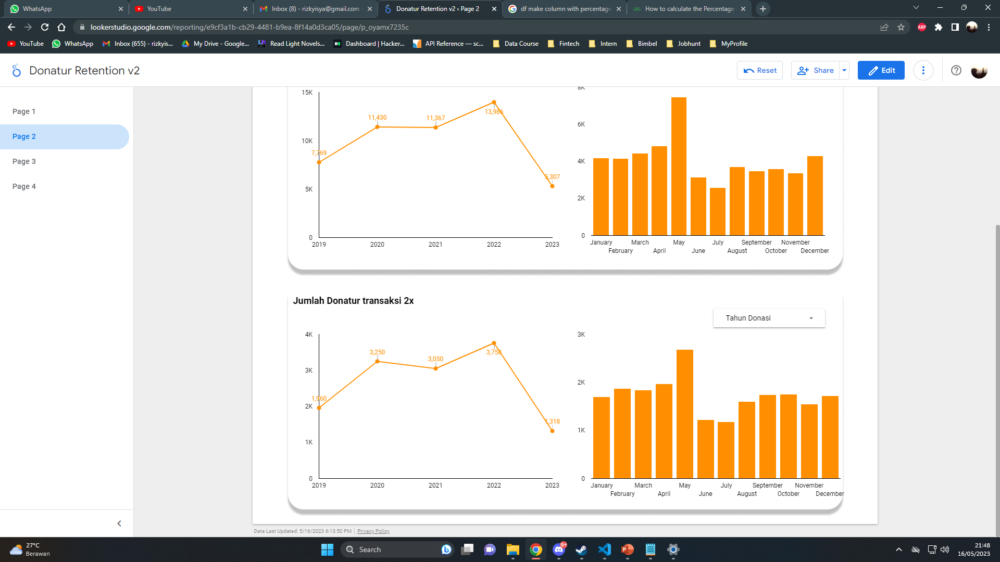 WhatsApp
YouTube
Inbox (8) - rizkyisya@gmail.com
Donatur Retention v2 › Page 2
df make column with percentage
How to calculate the Percentage
lookerstudio.google.com/reporting/e9cf3a1b-cb29-4481-b9ea-8f14a0d3ca05/page/p_oyamx7235c
ABP
YouTube
WhatsApp
Inbox (655) - rizkyis...
My Drive - Google...
Read Light Novels...
Dashboard | Hacker...
API Reference — sc...
Data Course
Fintech
Intern
Bimbel
Jobhunt
MyProfile
Donatur Retention v2
Reset
Share
Edit
Page 1
Page 2
Page 3
Page 4
15K
10K
5K
0
7,769
11,430
11,367
13,986
5,307
2019 2020 2021 2022 2023
8K
6K
4K
2K
0
January March May July September November
February April June August October December
Jumlah Donatur transaksi 2x
Tahun Donasi
4K
3K
2K
1K
0
1,960
3,250
3,050
3,758
1,318
2019 2020 2021 2022 2023
3K
2K
1K
0
January March May July September November
February April June August October December
Data Last Updated: 5/16/2023 6:13:50 PM
Privacy Policy
27°C
Berawan
Search
9+
21:48
16/05/2023